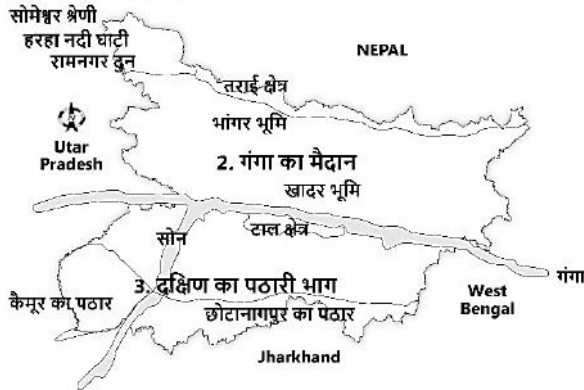 सोमेश्वर श्रेणी
हरहा नदी घाटी
रामनगर दुन
NEPAL
तराई क्षेत्र
भांगर भूमि
N
Utar
Pradesh
2. गंगा का मैदान
खादर भूमि
सोन
टाल क्षेत्र
गंगा
3. दक्षिण का पठारी भाग
कैमूर का पठार
छोटानागपुर का पठार
West
Bengal
Jharkhand